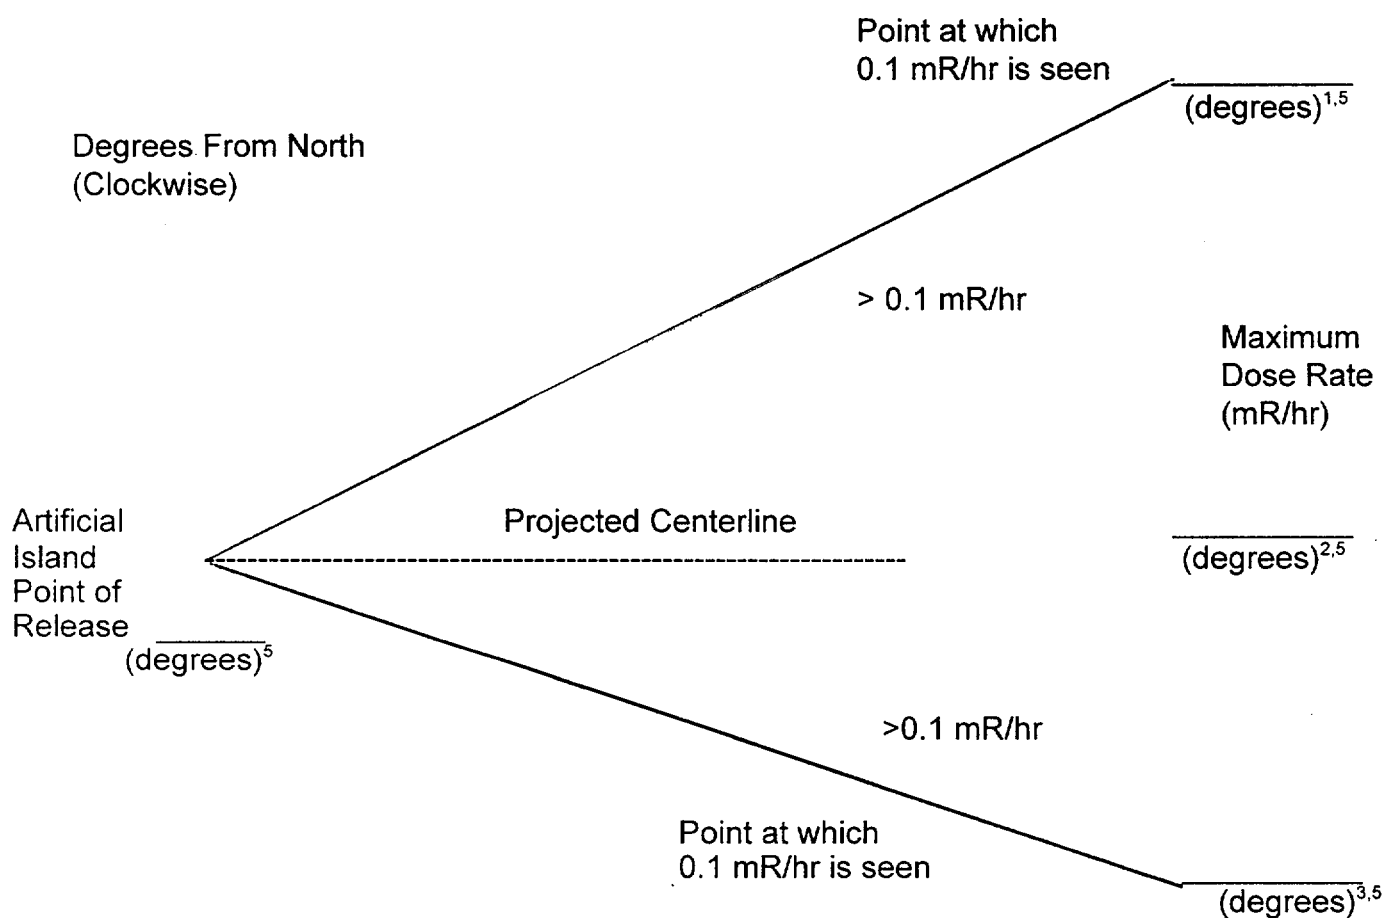 Point at which
0.1 mR/hr is seen
(degrees)1,5
Degrees From North
(Clockwise)
> 0.1 mR/hr
Maximum
Dose Rate
(mR/hr)
Artificial
Island
Point of
Release
Projected Centerline
(degrees)2,5
(degrees)5
>0.1 mR/hr
Point at which
0.1 mR/hr is seen
(degrees)3,5